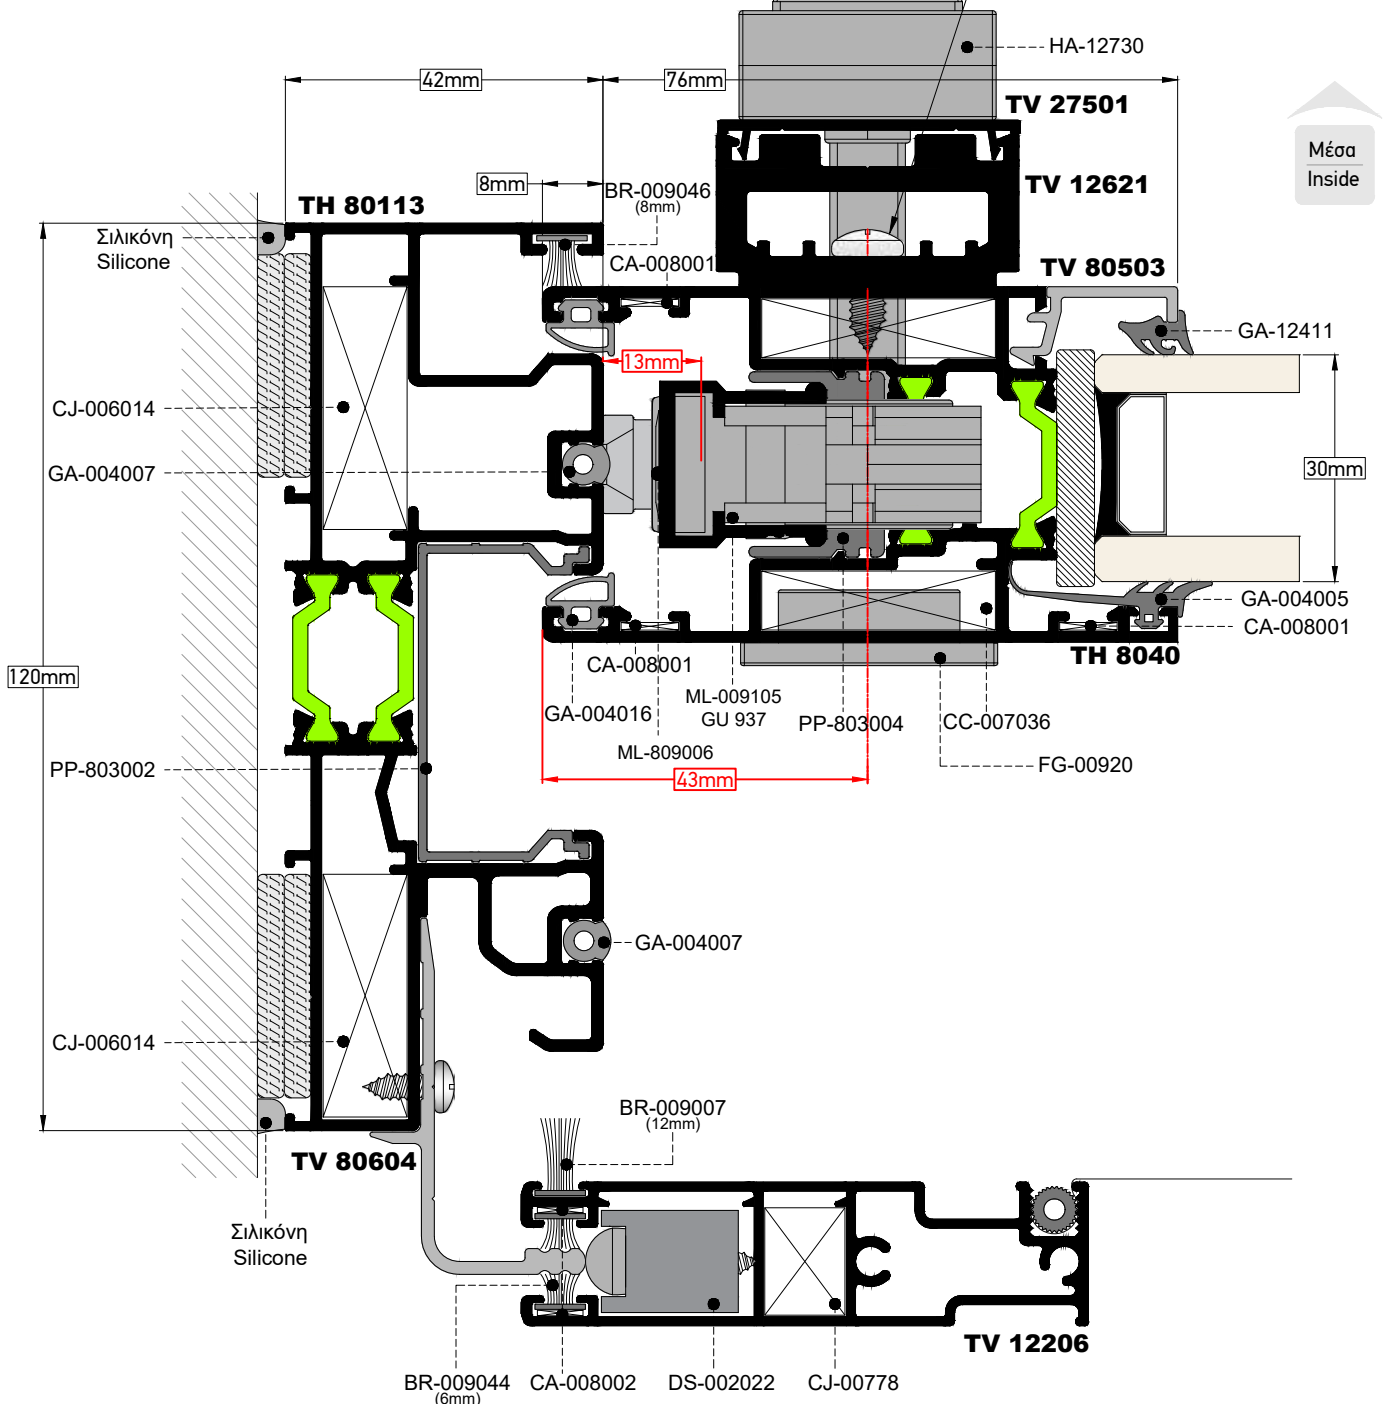 HA-12730
42mm
76mm
TV 27501
Μέσα
Inside
8mm
BR-009046
(8mm)
TV 12621
TH 80113
Σιλικόνη
Silicone
CA-008001
TV 80503
GA-12411
13mm
CJ-006014
GA-004007
30mm
GA-004005
CA-008001
TH 8040
CA-008001
120mm
ML-009105
GU 937
GA-004016
PP-803004
CC-007036
ML-809006
FG-00920
PP-803002
43mm
GA-004007
CJ-006014
BR-009007
(12mm)
TV 80604
Σιλικόνη
Silicone
TV 12206
BR-009044
(6mm)
CA-008002
DS-002022
CJ-00778